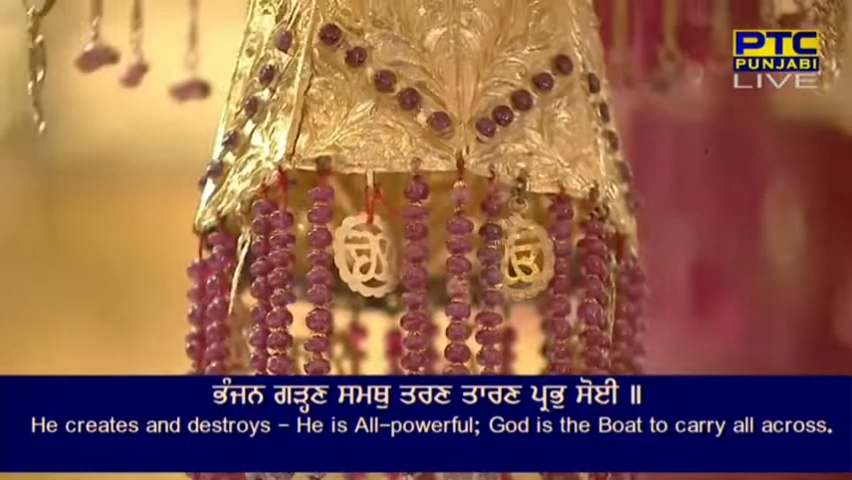 PTC
PUNJABI
LIVE
ੴ ੴ
ਭੰਜਨ ਗੜ੍ਹਣ ਸਮਥੁ ਤਰਣ ਤਾਰਣ ਪ੍ਰਭੁ ਸੋਈ ॥
He creates and destroys – He is All-powerful; God is the Boat to carry all across.